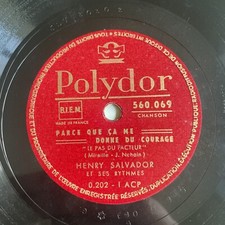 Polydor
B.I.E.M.
MADE IN FRANCE
560.069
CHANSON
PARCE QUE ÇA ME
DONNE DU COURAGE
"LE PAS DU FACTEUR"
(Mireille - J. Nohain)
HENRY SALVADOR
ET SES RYTHMES
0.202 - 1 ACP